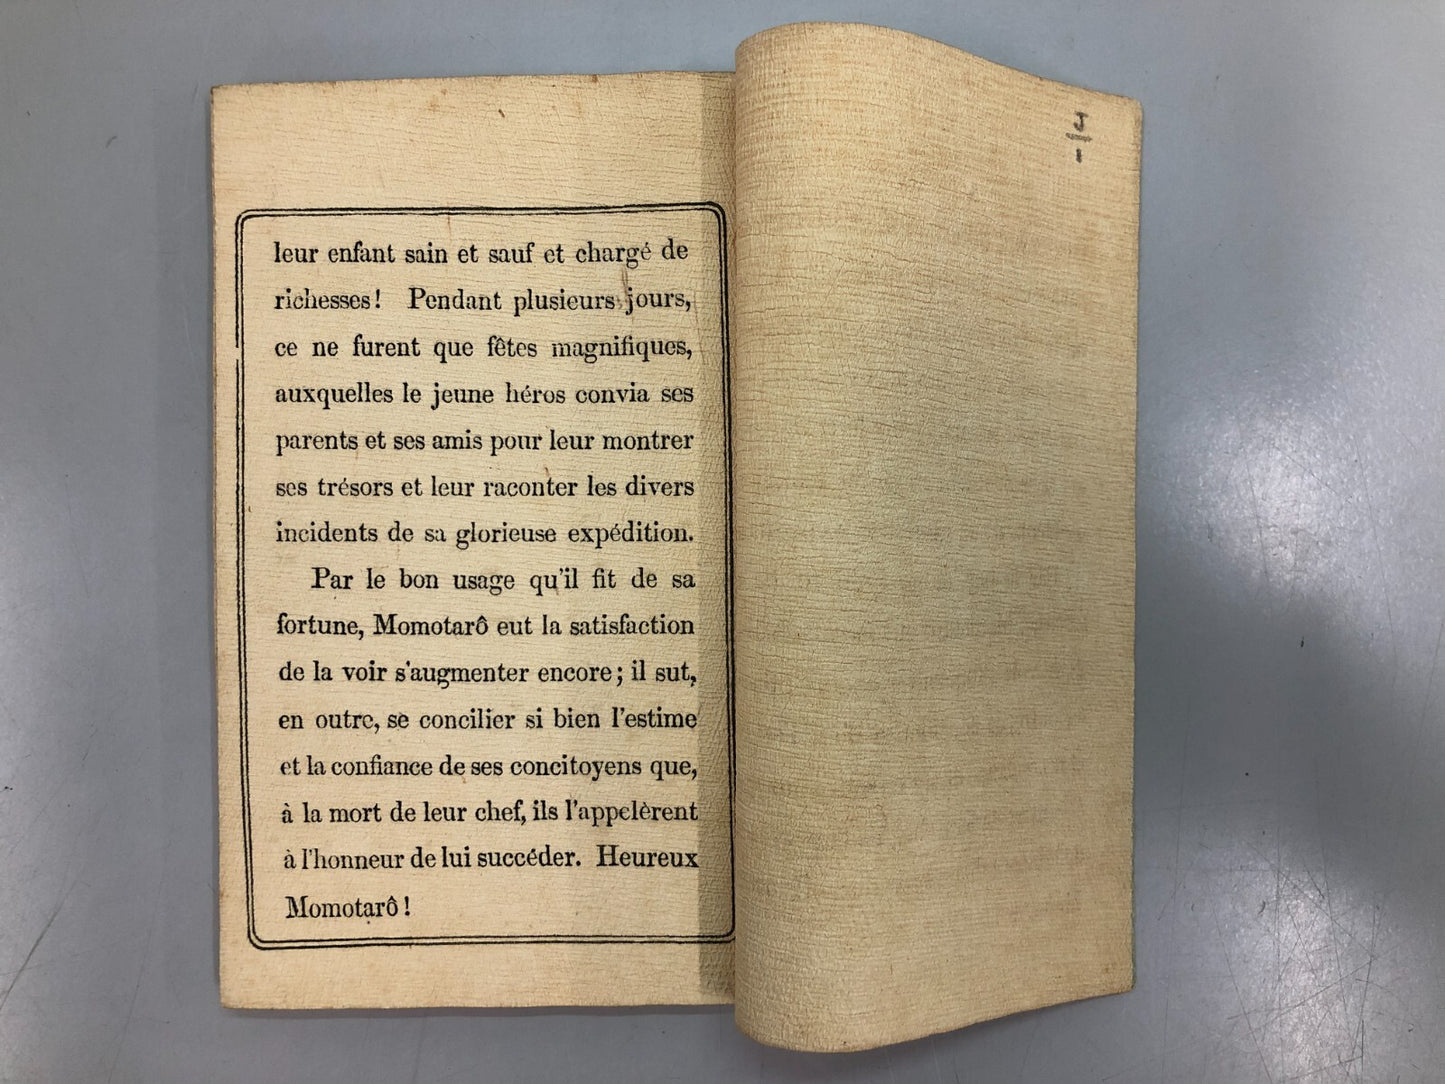 leur enfant sain et sauf et chargé de
richesses! Pendant plusieurs jours,
ce ne furent que fêtes magnifiques,
auxquelles le jeune héros convia ses
parents et ses amis pour leur montrer
ses trésors et leur raconter les divers
incidents de sa glorieuse expédition.
Par le bon usage qu'il fit de sa
fortune, Momotarô eut la satisfaction
de la voir s'augmenter encore; il sut,
en outre, se concilier si bien l'estime
et la confiance de ses concitoyens que,
à la mort de leur chef, ils l'appelèrent
à l'honneur de lui succéder. Heureux
Momotarô!
J
1